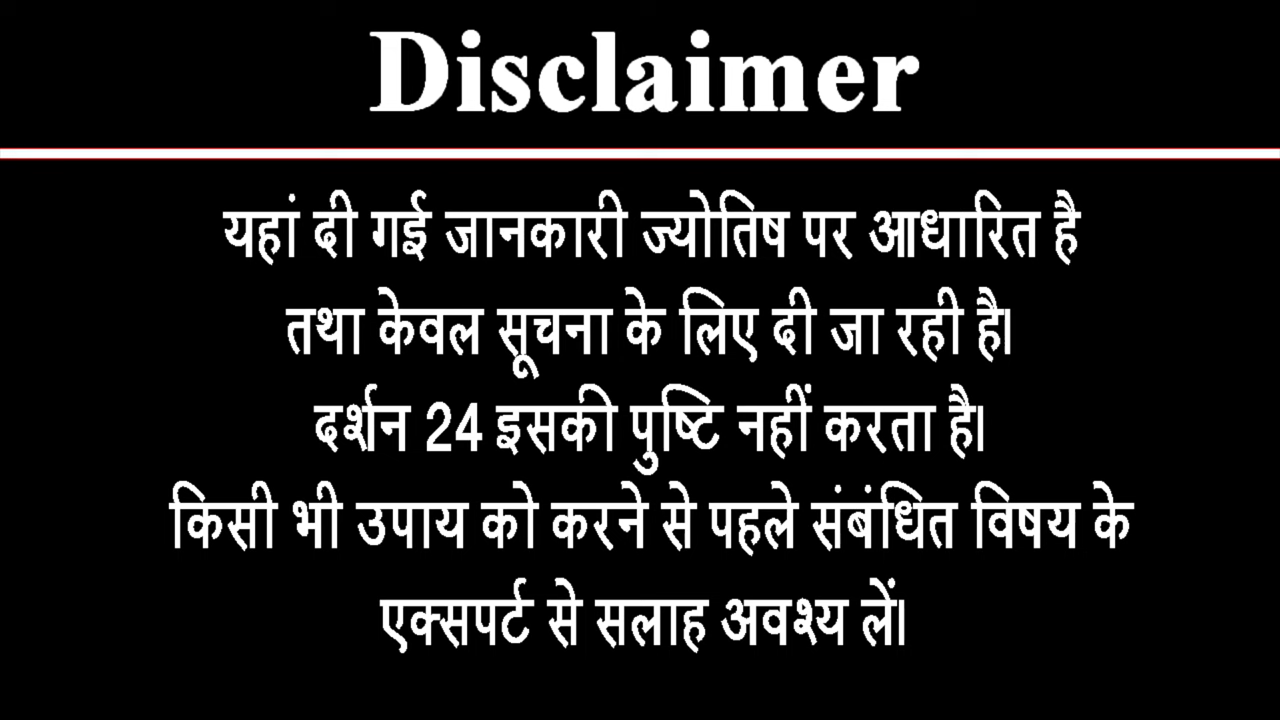 Disclaimer
यहां दी गई जानकारी ज्योतिष पर आधारित है
तथा केवल सूचना के लिए दी जा रही है।
दर्शन 24 इसकी पुष्टि नहीं करता है।
किसी भी उपाय को करने से पहले संबंधित विषय के
एक्सपर्ट से सलाह अवश्य लें।